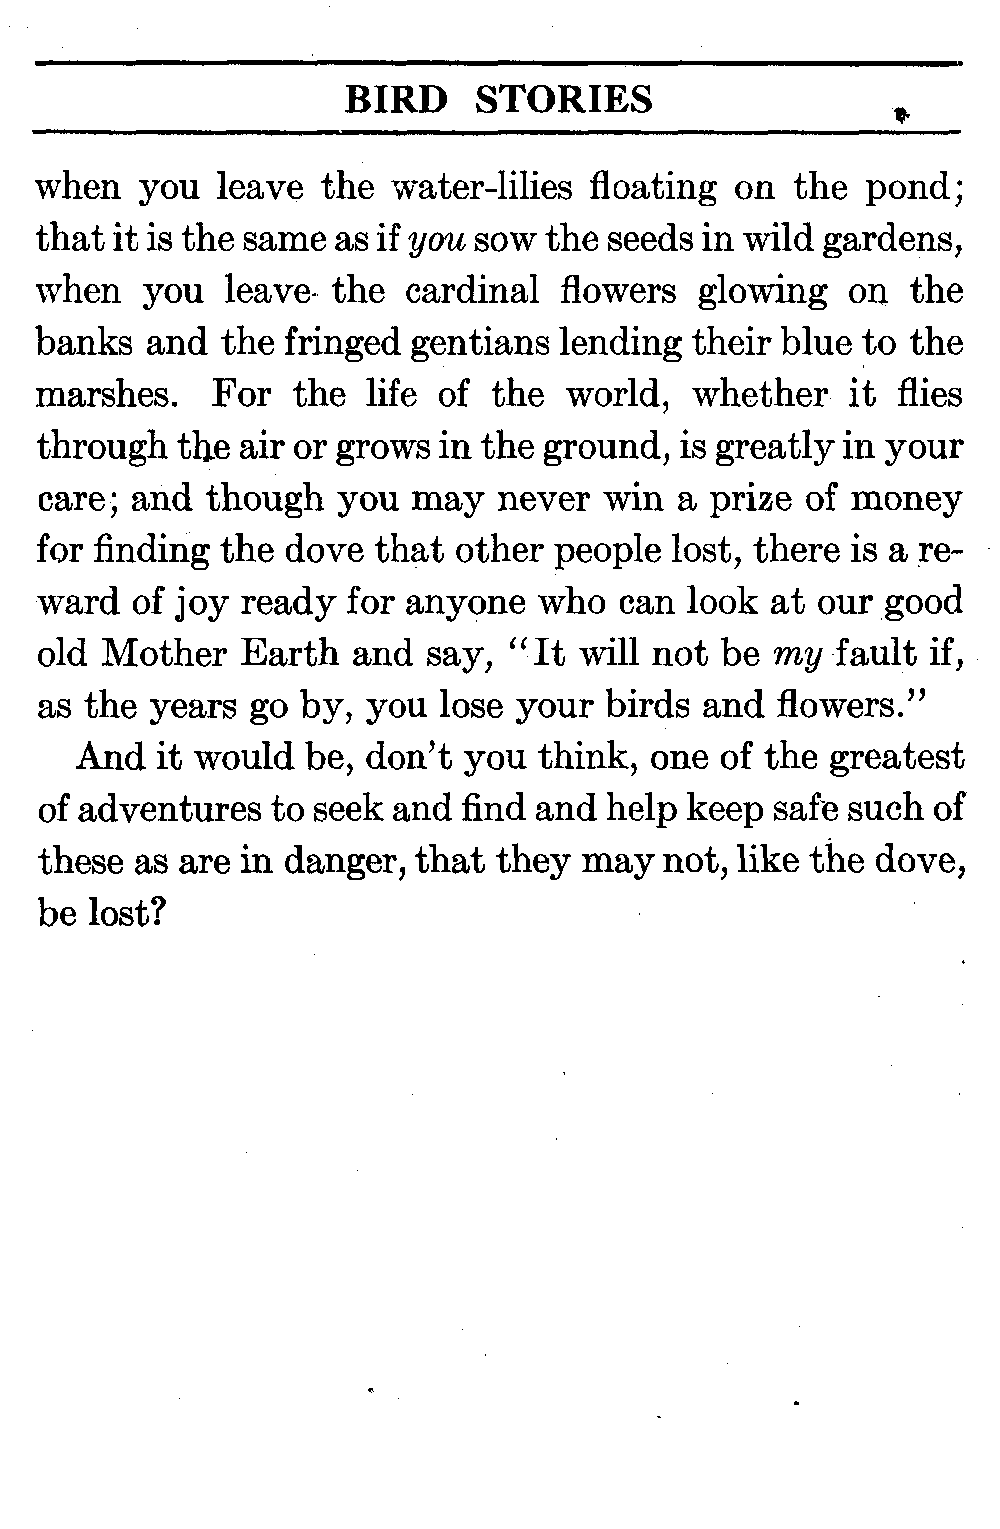 BIRD STORIES
when you leave the water-lilies floating on the pond;
that it is the same as if you sow the seeds in wild gardens,
when you leave the cardinal flowers glowing on the
banks and the fringed gentians lending their blue to the
marshes. For the life of the world, whether it flies
through the air or grows in the ground, is greatly in your
care; and though you may never win a prize of money
for finding the dove that other people lost, there is a re-
ward of joy ready for anyone who can look at our good
old Mother Earth and say, “It will not be my fault if,
as the years go by, you lose your birds and flowers.”
And it would be, don’t you think, one of the greatest
of adventures to seek and find and help keep safe such of
these as are in danger, that they may not, like the dove,
be lost?